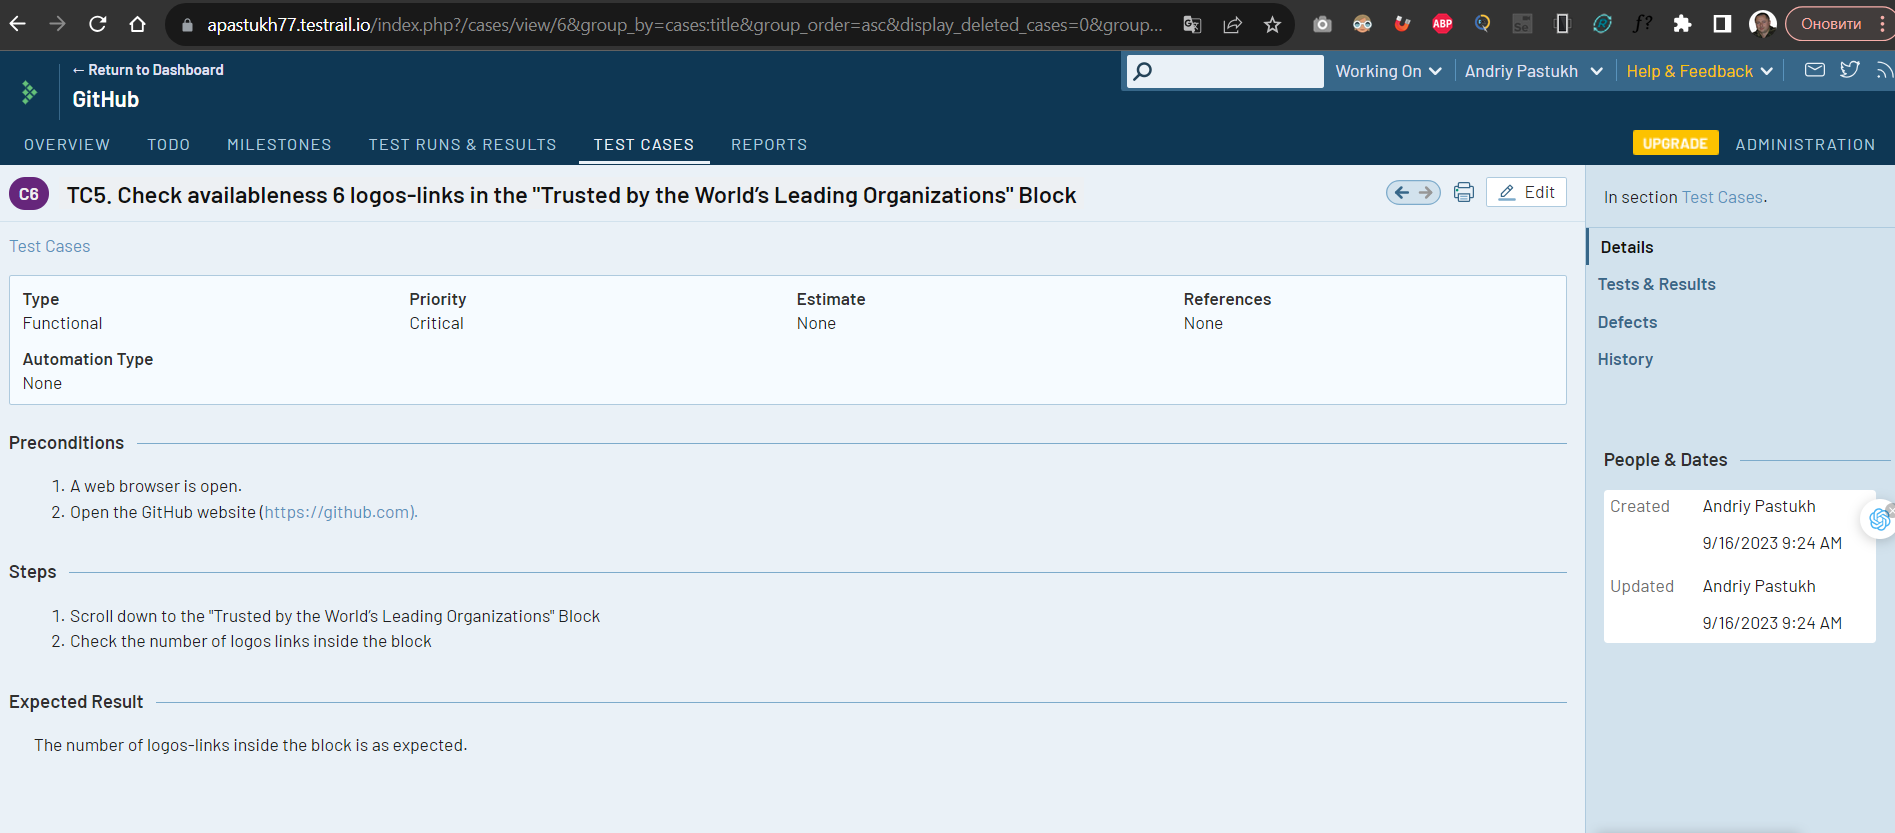 apastukh77.testrail.io/index.php?/cases/view/6&group_by=cases:title&group_order=asc&display_deleted_cases=0&group...
ABP
Se
f?
Оновити
← Return to Dashboard
GitHub
Working On
Andriy Pastukh
Help & Feedback
OVERVIEW
TODO
MILESTONES
TEST RUNS & RESULTS
TEST CASES
REPORTS
UPGRADE
ADMINISTRATION
C6
TC5. Check availableness 6 logos-links in the "Trusted by the World’s Leading Organizations" Block
Edit
In section Test Cases.
Test Cases
Details
Tests & Results
Defects
History
Type
Functional
Priority
Critical
Estimate
None
References
None
Automation Type
None
Preconditions
1. A web browser is open.
2. Open the GitHub website (https://github.com).
Steps
1. Scroll down to the "Trusted by the World’s Leading Organizations" Block
2. Check the number of logos links inside the block
Expected Result
The number of logos-links inside the block is as expected.
People & Dates
Created
Andriy Pastukh
9/16/2023 9:24 AM
Updated
Andriy Pastukh
9/16/2023 9:24 AM